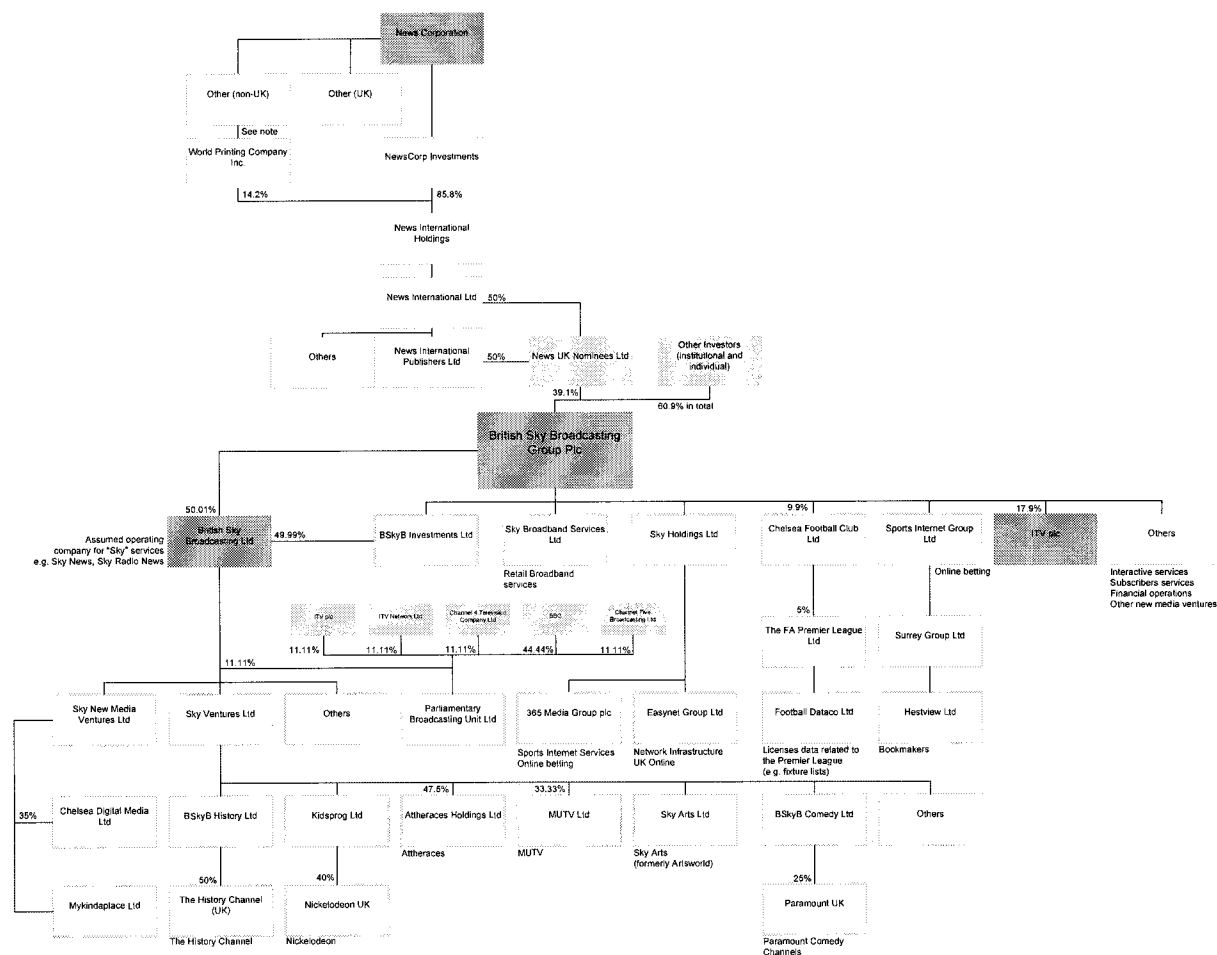 News Corporation
Other (non-UK)
Other (UK)
See note
World Printing Company
Inc.
NewsCorp Investments
14.2%
85.8%
News International
Holdings
News International Ltd
50%
Others
News International
Publishers Ltd
50%
News UK Nominees Ltd
Other Investors
(institutional and
individual)
39.1%
60.9% in total
British Sky Broadcasting
Group Plc
50.01%
9.9%
17.9%
Assumed operating
company for "Sky" services
e.g. Sky News, Sky Radio News
British Sky
Broadcasting Ltd
49.99%
BSkyB Investments Ltd
Sky Broadband Services
Ltd
Retail Broadband
services
Sky Holdings Ltd
Chelsea Football Club
Ltd
Sports Internet Group
Ltd
Online betting
ITV plc
Others
Interactive services
Subscribers services
Financial operations
Other new media ventures
ITV plc
ITV Network Ltd
Channel 4 Television
Company Ltd
BBC
Channel Five
Broadcasting Ltd
11.11%
11.11%
11.11%
44.44%
11.11%
5%
The FA Premier League
Ltd
Surrey Group Ltd
11.11%
Sky New Media
Ventures Ltd
Sky Ventures Ltd
Others
Parliamentary
Broadcasting Unit Ltd
365 Media Group plc
Sports Internet Services
Online betting
Easynet Group Ltd
Network Infrastructure
UK Online
Football Dataco Ltd
Licenses data related to
the Premier League
(e.g. fixture lists)
Hestview Ltd
Bookmakers
35%
47.5%
33.33%
Chelsea Digital Media
Ltd
BSkyB History Ltd
Kidsprog Ltd
Attheraces Holdings Ltd
Attheraces
MUTV Ltd
MUTV
Sky Arts Ltd
Sky Arts
(formerly Artsworld)
BSkyB Comedy Ltd
Others
50%
40%
25%
Mykindaplace Ltd
The History Channel
(UK)
The History Channel
Nickelodeon UK
Nickelodeon
Paramount UK
Paramount Comedy
Channels